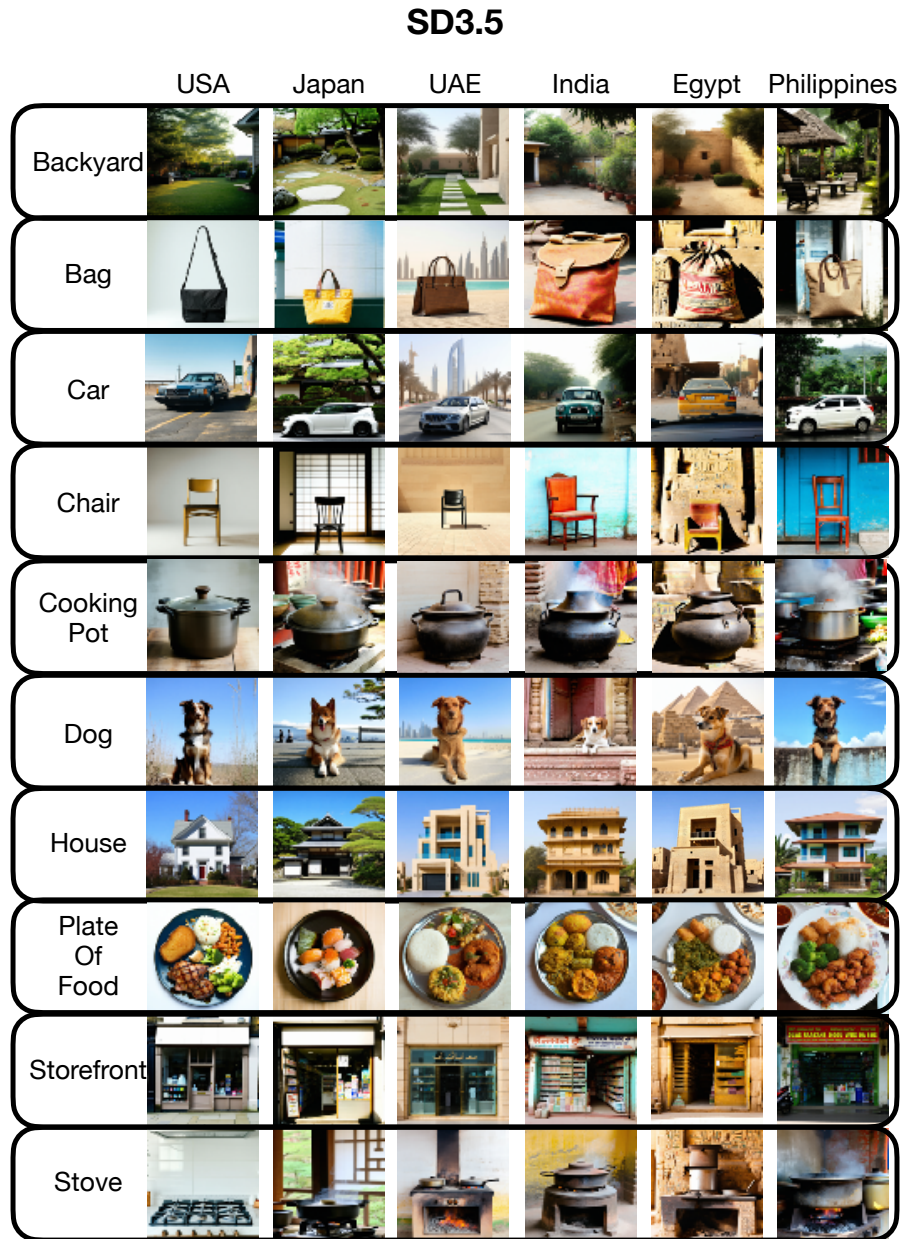 SD3.5
USA Japan UAE India Egypt Philippines
Backyard
Bag
Car
Chair
Cooking
Pot
Dog
House
Plate
Of
Food
Storefront
Stove